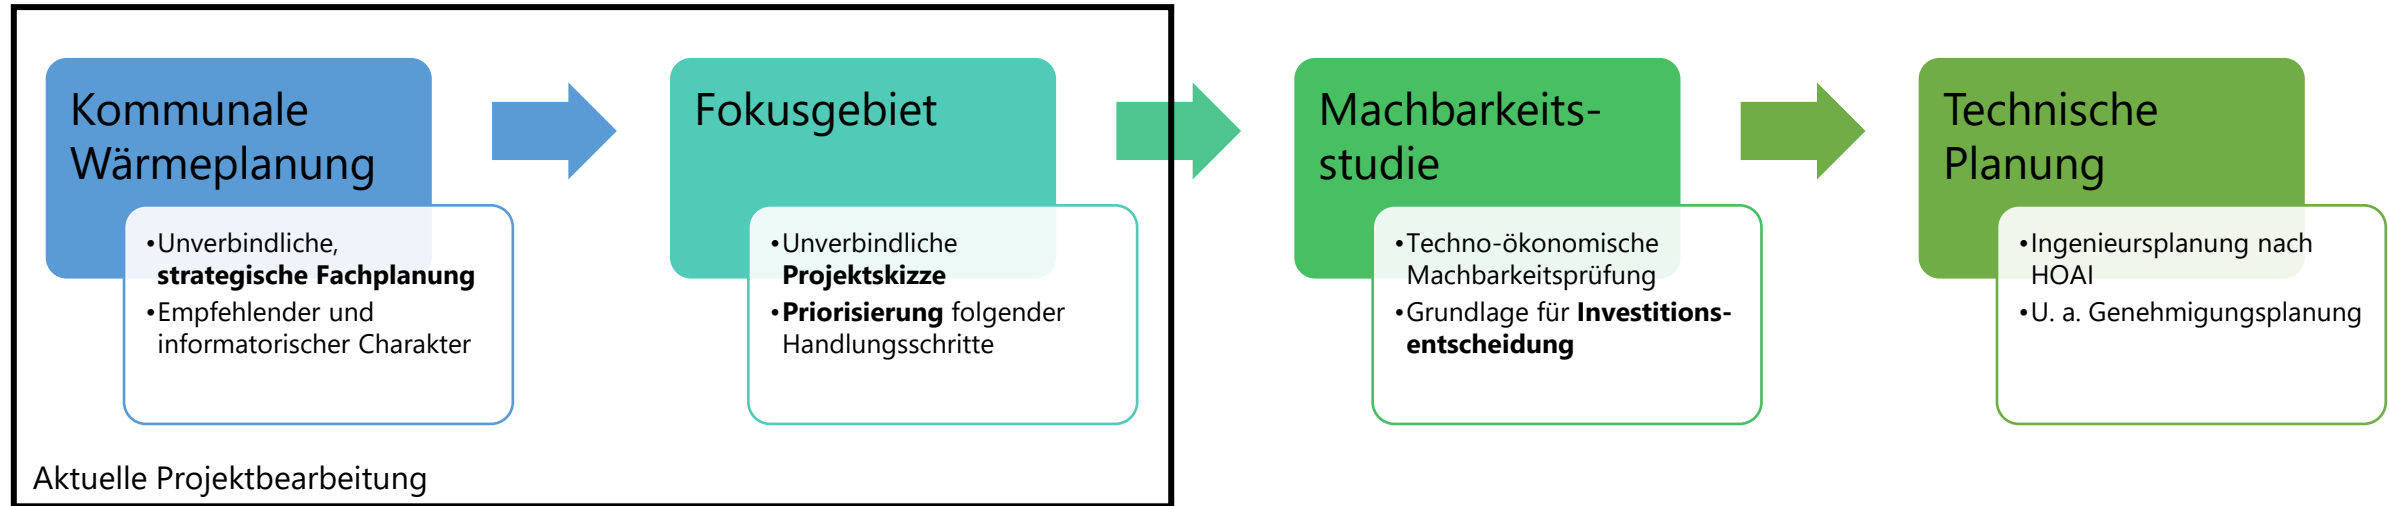 Kommunale
Wärmeplanung
•Unverbindliche,
strategische Fachplanung
•Empfehlender und
informatorischer Charakter
Fokusgebiet
•Unverbindliche
Projektskizze
•Priorisierung folgender
Handlungsschritte
Machbarkeits-
studie
•Techno-ökonomische
Machbarkeitsprüfung
•Grundlage für Investitions-
entscheidung
Technische
Planung
•Ingenieursplanung nach
HOAI
•U. a. Genehmigungsplanung
Aktuelle Projektbearbeitung